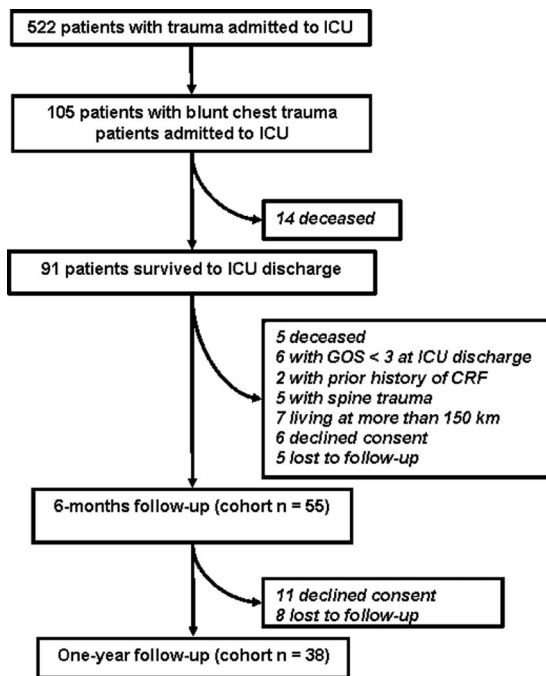 522 patients with trauma admitted to ICU
105 patients with blunt chest trauma
patients admitted to ICU
14 deceased
91 patients survived to ICU discharge
5 deceased
6 with GOS < 3 at ICU discharge
2 with prior history of CRF
5 with spine trauma
7 living at more than 150 km
6 declined consent
5 lost to follow-up
6-months follow-up (cohort n = 55)
11 declined consent
8 lost to follow-up
One-year follow-up (cohort n = 38)